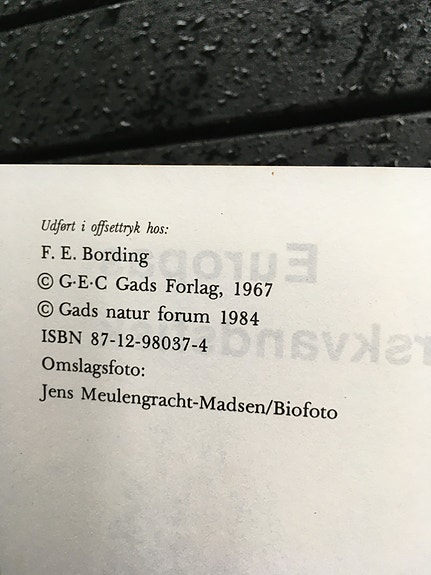 Udført i offsettryk hos:
F. E. Bording
© G·E·C Gads Forlag, 1967
© Gads natur forum 1984
ISBN 87-12-98037-4
Omslagsfoto:
Jens Meulengracht-Madsen/Biofoto